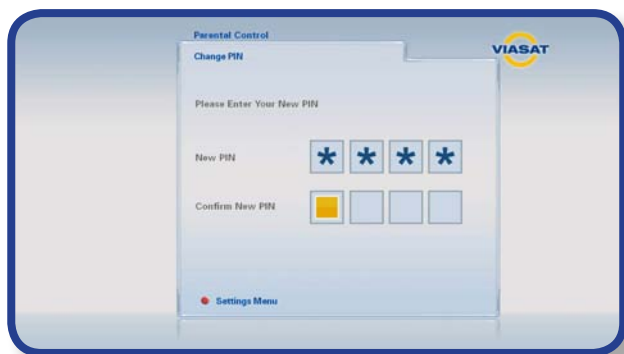 Parental Control
VIASAT
Change PIN
Please Enter Your New PIN
New PIN * * * *
Confirm New PIN
Settings Menu